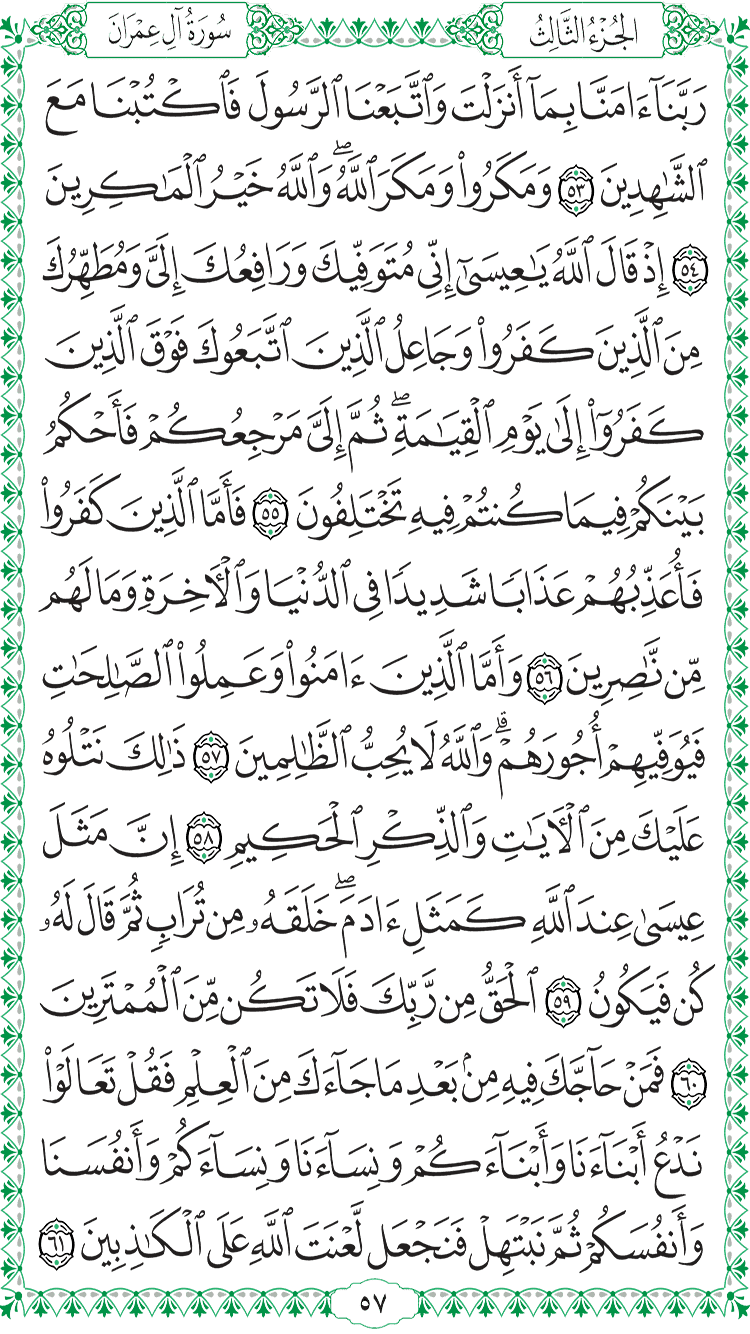 الجُزْءُ الثَّالِثُ
سُورَةُ آلِ عِمْرَانَ
رَبَّنَآ ءَامَنَّا بِمَآ أَنزَلْتَ وَٱتَّبَعْنَا ٱلرَّسُولَ فَٱكْتُبْنَا مَعَ
ٱلشَّٰهِدِينَ ٥٣ وَمَكَرُوا۟ وَمَكَرَ ٱللَّهُ ۖ وَٱللَّهُ خَيْرُ ٱلْمَٰكِرِينَ
٥٤ إِذْ قَالَ ٱللَّهُ يَٰعِيسَىٰٓ إِنِّى مُتَوَفِّيكَ وَرَافِعُكَ إِلَىَّ وَمُطَهِّرُكَ
مِنَ ٱلَّذِينَ كَفَرُوا۟ وَجَاعِلُ ٱلَّذِينَ ٱتَّبَعُوكَ فَوْقَ ٱلَّذِينَ
كَفَرُوٓا۟ إِلَىٰ يَوْمِ ٱلْقِيَٰمَةِ ۖ ثُمَّ إِلَىَّ مَرْجِعُكُمْ فَأَحْكُمُ
بَيْنَكُمْ فِيمَا كُنتُمْ فِيهِ تَخْتَلِفُونَ ٥٥ فَأَمَّا ٱلَّذِينَ كَفَرُوا۟
فَأُعَذِّبُهُمْ عَذَابًا شَدِيدًا فِى ٱلدُّنْيَا وَٱلْءَاخِرَةِ وَمَا لَهُم
مِّن نَّٰصِرِينَ ٥٦ وَأَمَّا ٱلَّذِينَ ءَامَنُوا۟ وَعَمِلُوا۟ ٱلصَّٰلِحَٰتِ
فَيُوَفِّيهِمْ أُجُورَهُمْ ۗ وَٱللَّهُ لَا يُحِبُّ ٱلظَّٰلِمِينَ ٥٧ ذَٰلِكَ نَتْلُوهُ
عَلَيْكَ مِنَ ٱلْءَايَٰتِ وَٱلذِّكْرِ ٱلْحَكِيمِ ٥٨ إِنَّ مَثَلَ
عِيسَىٰ عِندَ ٱللَّهِ كَمَثَلِ ءَادَمَ ۖ خَلَقَهُۥ مِن تُرَابٍ ثُمَّ قَالَ لَهُۥ
كُن فَيَكُونُ ٥٩ ٱلْحَقُّ مِن رَّبِّكَ فَلَا تَكُن مِّنَ ٱلْمُمْتَرِينَ
٦٠ فَمَنْ حَآجَّكَ فِيهِ مِنۢ بَعْدِ مَا جَآءَكَ مِنَ ٱلْعِلْمِ فَقُلْ تَعَالَوْا۟
نَدْعُ أَبْنَآءَنَا وَأَبْنَآءَكُمْ وَنِسَآءَنَا وَنِسَآءَكُمْ وَأَنفُسَنَا
وَأَنفُسَكُمْ ثُمَّ نَبْتَهِلْ فَنَجْعَل لَّعْنَتَ ٱللَّهِ عَلَى ٱلْكَٰذِبِينَ ٦١
٥٧